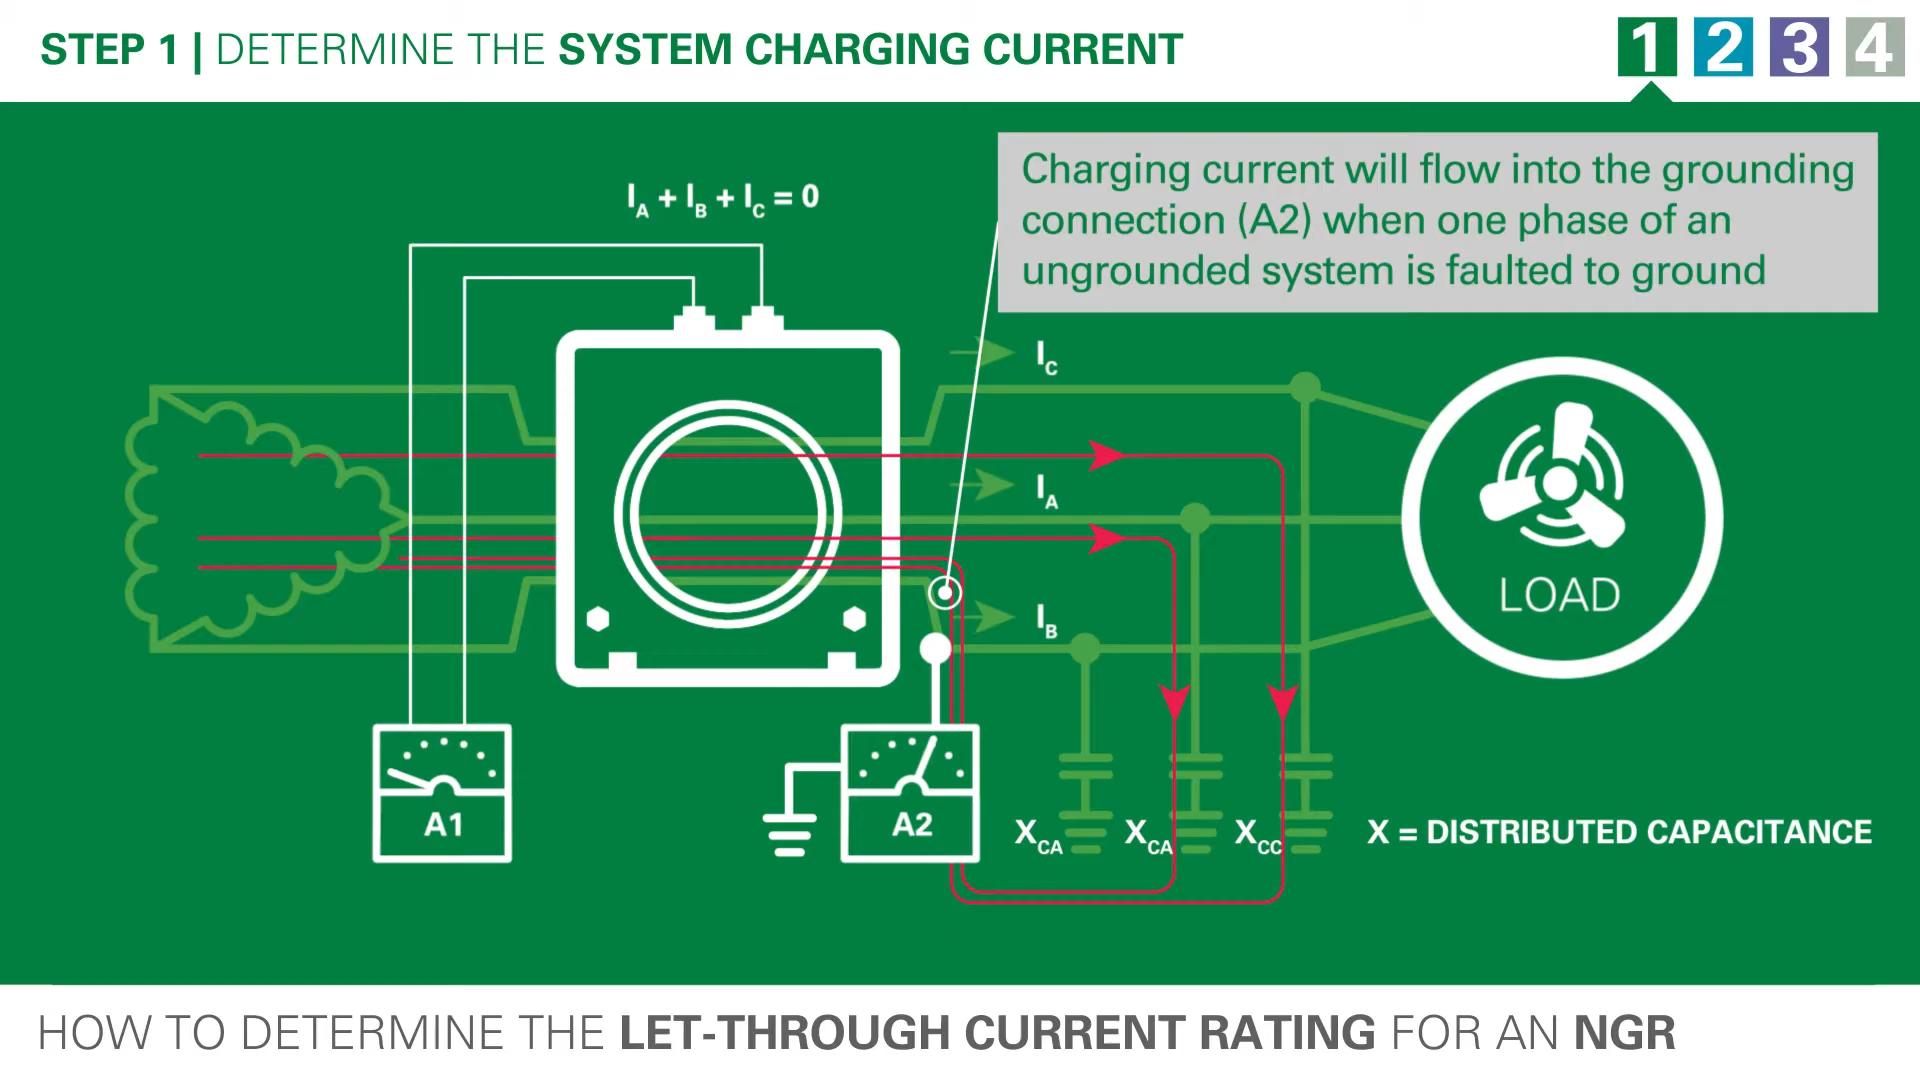 STEP 1 | DETERMINE THE SYSTEM CHARGING CURRENT
1 2 3 4
Charging current will flow into the grounding
connection (A2) when one phase of an
ungrounded system is faulted to ground
IA + IB + IC = 0
IC
IA
IB
LOAD
A1
A2
XCA
XCA
XCC
X = DISTRIBUTED CAPACITANCE
HOW TO DETERMINE THE LET-THROUGH CURRENT RATING FOR AN NGR